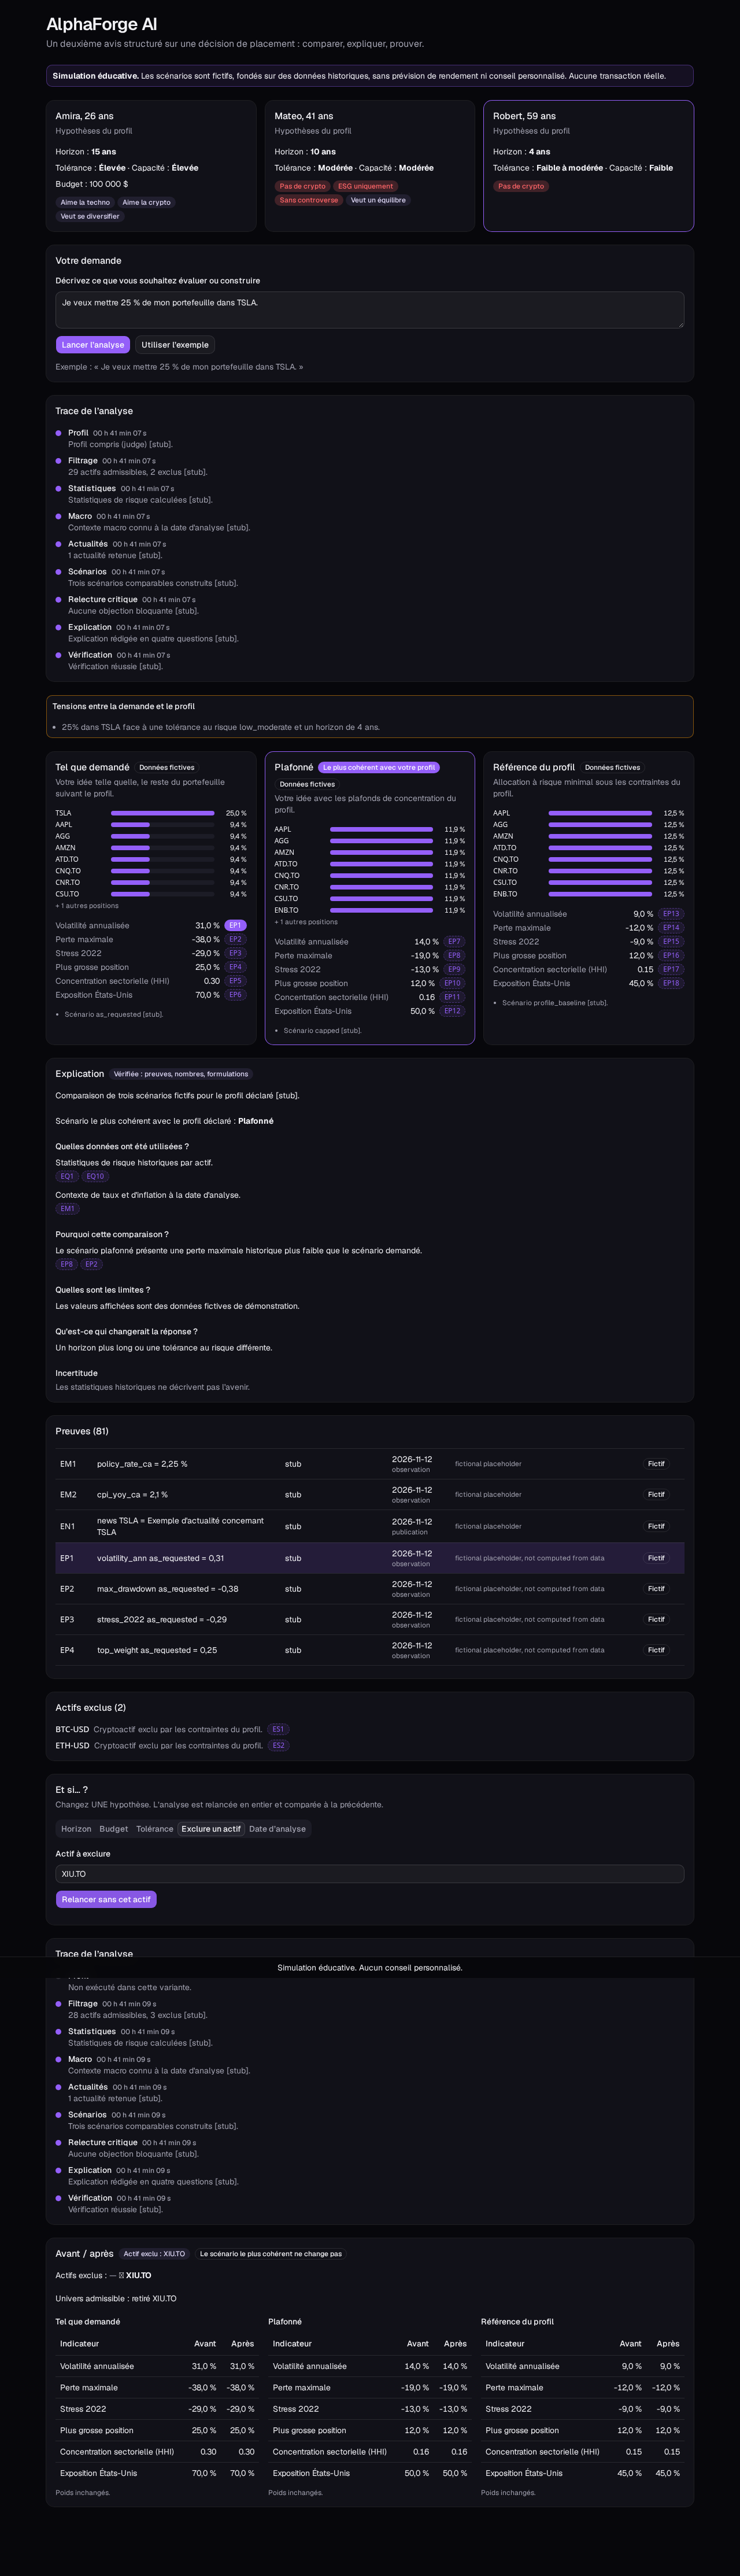 AlphaForge AI
Un deuxième avis structuré sur une décision de placement : comparer, expliquer, prouver.
Simulation éducative. Les scénarios sont fictifs, fondés sur des données historiques, sans prévision de rendement ni conseil personnalisé. Aucune transaction réelle.
Amira, 26 ans
Hypothèses du profil
Horizon : 15 ans
Tolérance : Élevée · Capacité : Élevée
Budget : 100 000 $
Aime la techno
Aime la crypto
Veut se diversifier
Mateo, 41 ans
Hypothèses du profil
Horizon : 10 ans
Tolérance : Modérée · Capacité : Modérée
Pas de crypto
ESG uniquement
Sans controverse
Veut un équilibre
Robert, 59 ans
Hypothèses du profil
Horizon : 4 ans
Tolérance : Faible à modérée · Capacité : Faible
Pas de crypto
Votre demande
Décrivez ce que vous souhaitez évaluer ou construire
Je veux mettre 25 % de mon portefeuille dans TSLA.
Lancer l'analyse
Utiliser l'exemple
Exemple : « Je veux mettre 25 % de mon portefeuille dans TSLA. »
Trace de l'analyse
Profil 00 h 41 min 07 s
Profil compris (judge) [stub].
Filtrage 00 h 41 min 07 s
29 actifs admissibles, 2 exclus [stub].
Statistiques 00 h 41 min 07 s
Statistiques de risque calculées [stub].
Macro 00 h 41 min 07 s
Contexte macro connu à la date d'analyse [stub].
Actualités 00 h 41 min 07 s
1 actualité retenue [stub].
Scénarios 00 h 41 min 07 s
Trois scénarios comparables construits [stub].
Relecture critique 00 h 41 min 07 s
Aucune objection bloquante [stub].
Explication 00 h 41 min 07 s
Explication rédigée en quatre questions [stub].
Vérification 00 h 41 min 07 s
Vérification réussie [stub].
Tensions entre la demande et le profil
• 25% dans TSLA face à une tolérance au risque low_moderate et un horizon de 4 ans.
Tel que demandé Données fictives
Votre idée telle quelle, le reste du portefeuille
suivant le profil.
TSLA 25,0 %
AAPL 9,4 %
AGG 9,4 %
AMZN 9,4 %
ATD.TO 9,4 %
CNQ.TO 9,4 %
CNR.TO 9,4 %
CSU.TO 9,4 %
+ 1 autres positions
Volatilité annualisée 31,0 % EP1
Perte maximale -38,0 % EP2
Stress 2022 -29,0 % EP3
Plus grosse position 25,0 % EP4
Concentration sectorielle (HHI) 0.30 EP5
Exposition États-Unis 70,0 % EP6
• Scénario as_requested [stub].
Plafonné Le plus cohérent avec votre profil
Données fictives
Votre idée avec les plafonds de concentration du
profil.
AAPL 11,9 %
AGG 11,9 %
AMZN 11,9 %
ATD.TO 11,9 %
CNQ.TO 11,9 %
CNR.TO 11,9 %
CSU.TO 11,9 %
ENB.TO 11,9 %
+ 1 autres positions
Volatilité annualisée 14,0 % EP7
Perte maximale -19,0 % EP8
Stress 2022 -13,0 % EP9
Plus grosse position 12,0 % EP10
Concentration sectorielle (HHI) 0.16 EP11
Exposition États-Unis 50,0 % EP12
• Scénario capped [stub].
Référence du profil Données fictives
Allocation à risque minimal sous les contraintes du
profil.
AAPL 12,5 %
AGG 12,5 %
AMZN 12,5 %
ATD.TO 12,5 %
CNQ.TO 12,5 %
CNR.TO 12,5 %
CSU.TO 12,5 %
ENB.TO 12,5 %
Volatilité annualisée 9,0 % EP13
Perte maximale -12,0 % EP14
Stress 2022 -9,0 % EP15
Plus grosse position 12,0 % EP16
Concentration sectorielle (HHI) 0.15 EP17
Exposition États-Unis 45,0 % EP18
• Scénario profile_baseline [stub].
Explication Vérifiée : preuves, nombres, formulations
Comparaison de trois scénarios fictifs pour le profil déclaré [stub].
Scénario le plus cohérent avec le profil déclaré : Plafonné
Quelles données ont été utilisées ?
Statistiques de risque historiques par actif.
EQ1 EQ10
Contexte de taux et d'inflation à la date d'analyse.
EM1
Pourquoi cette comparaison ?
Le scénario plafonné présente une perte maximale historique plus faible que le scénario demandé.
EP8 EP2
Quelles sont les limites ?
Les valeurs affichées sont des données fictives de démonstration.
Qu'est-ce qui changerait la réponse ?
Un horizon plus long ou une tolérance au risque différente.
Incertitude
Les statistiques historiques ne décrivent pas l'avenir.
Preuves (81)
EM1 policy_rate_ca = 2,25 % stub 2026-11-12 observation fictional placeholder Fictif
EM2 cpi_yoy_ca = 2,1 % stub 2026-11-12 observation fictional placeholder Fictif
EN1 news TSLA = Exemple d'actualité concernant TSLA stub 2026-11-12 publication fictional placeholder Fictif
EP1 volatility_ann as_requested = 0,31 stub 2026-11-12 observation fictional placeholder, not computed from data Fictif
EP2 max_drawdown as_requested = -0,38 stub 2026-11-12 observation fictional placeholder, not computed from data Fictif
EP3 stress_2022 as_requested = -0,29 stub 2026-11-12 observation fictional placeholder, not computed from data Fictif
EP4 top_weight as_requested = 0,25 stub 2026-11-12 observation fictional placeholder, not computed from data Fictif
Actifs exclus (2)
BTC-USD Cryptoactif exclu par les contraintes du profil. ES1
ETH-USD Cryptoactif exclu par les contraintes du profil. ES2
Et si... ?
Changez UNE hypothèse. L'analyse est relancée en entier et comparée à la précédente.
Horizon Budget Tolérance Exclure un actif Date d'analyse
Actif à exclure
XIU.TO
Relancer sans cet actif
Trace de l'analyse
Simulation éducative. Aucun conseil personnalisé.
Non exécuté dans cette variante.
Filtrage 00 h 41 min 09 s
28 actifs admissibles, 3 exclus [stub].
Statistiques 00 h 41 min 09 s
Statistiques de risque calculées [stub].
Macro 00 h 41 min 09 s
Contexte macro connu à la date d'analyse [stub].
Actualités 00 h 41 min 09 s
1 actualité retenue [stub].
Scénarios 00 h 41 min 09 s
Trois scénarios comparables construits [stub].
Relecture critique 00 h 41 min 09 s
Aucune objection bloquante [stub].
Explication 00 h 41 min 09 s
Explication rédigée en quatre questions [stub].
Vérification 00 h 41 min 09 s
Vérification réussie [stub].
Avant / après Actif exclu : XIU.TO Le scénario le plus cohérent ne change pas
Actifs exclus : — XIU.TO
Univers admissible : retiré XIU.TO
Tel que demandé
Indicateur Avant Après
Volatilité annualisée 31,0 % 31,0 %
Perte maximale -38,0 % -38,0 %
Stress 2022 -29,0 % -29,0 %
Plus grosse position 25,0 % 25,0 %
Concentration sectorielle (HHI) 0.30 0.30
Exposition États-Unis 70,0 % 70,0 %
Poids inchangés.
Plafonné
Indicateur Avant Après
Volatilité annualisée 14,0 % 14,0 %
Perte maximale -19,0 % -19,0 %
Stress 2022 -13,0 % -13,0 %
Plus grosse position 12,0 % 12,0 %
Concentration sectorielle (HHI) 0.16 0.16
Exposition États-Unis 50,0 % 50,0 %
Poids inchangés.
Référence du profil
Indicateur Avant Après
Volatilité annualisée 9,0 % 9,0 %
Perte maximale -12,0 % -12,0 %
Stress 2022 -9,0 % -9,0 %
Plus grosse position 12,0 % 12,0 %
Concentration sectorielle (HHI) 0.15 0.15
Exposition États-Unis 45,0 % 45,0 %
Poids inchangés.